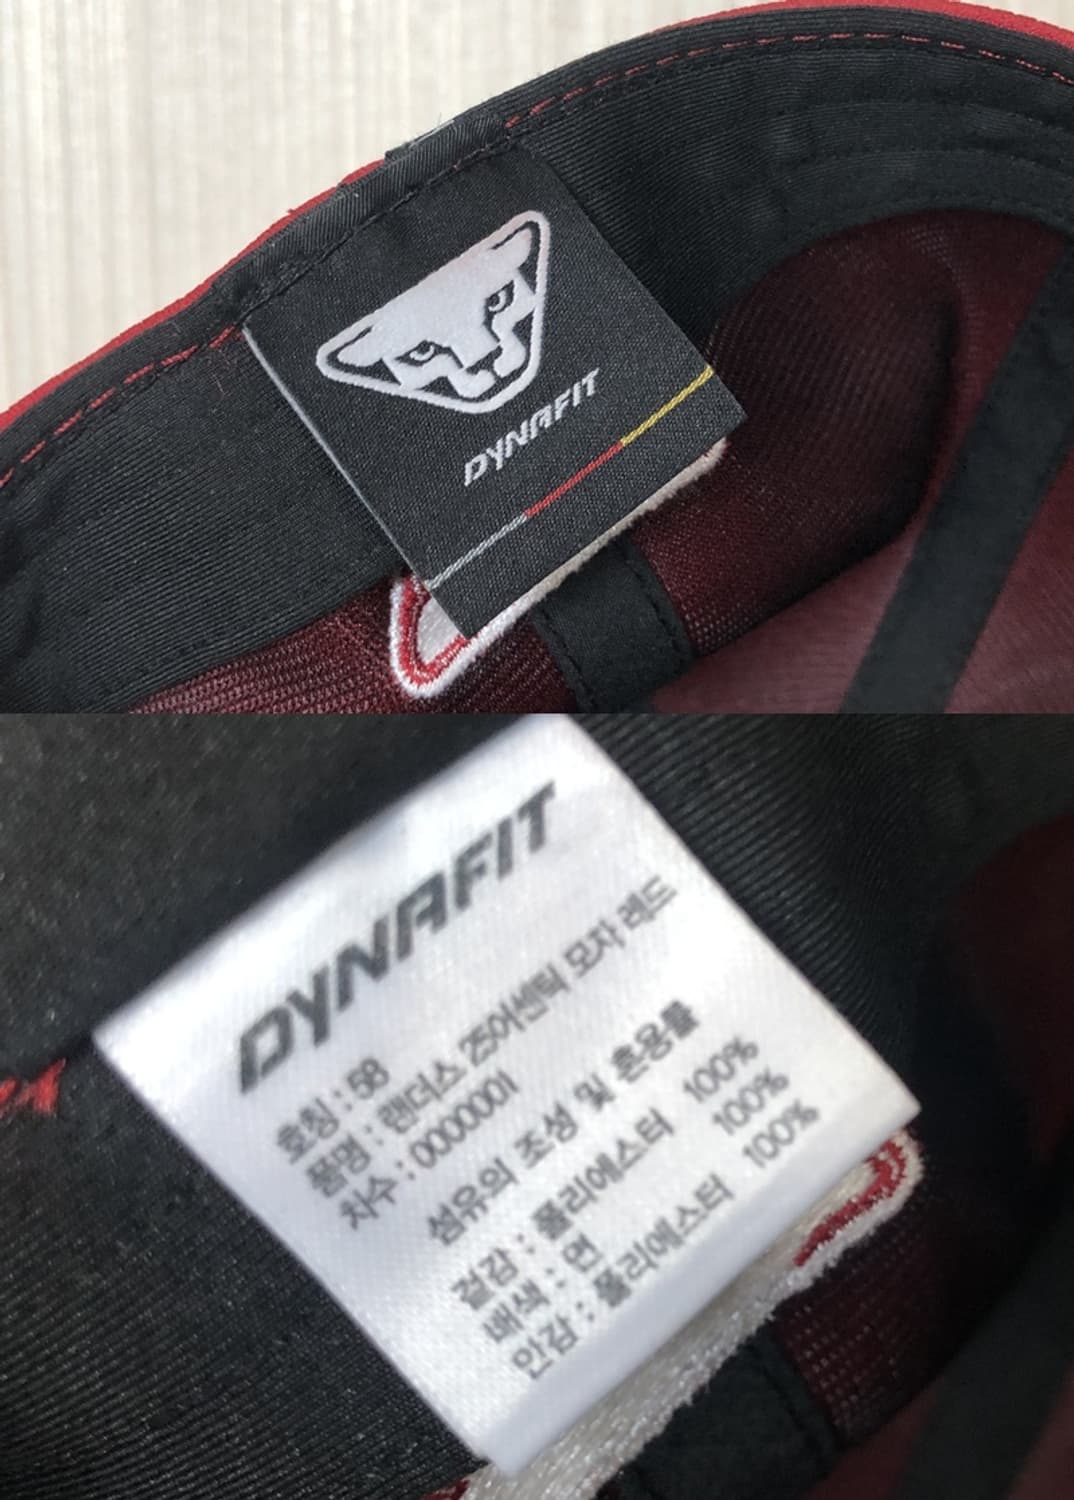 DYNAFIT
DYNAFIT
호칭 : 58
품명 : 랜더스 25어센틱 모자 레드
차수 : 0000001
섬유의 조성 및 혼용률
겉감 : 폴리에스터 100%
배색 : 면 100%
안감 : 폴리에스터 100%